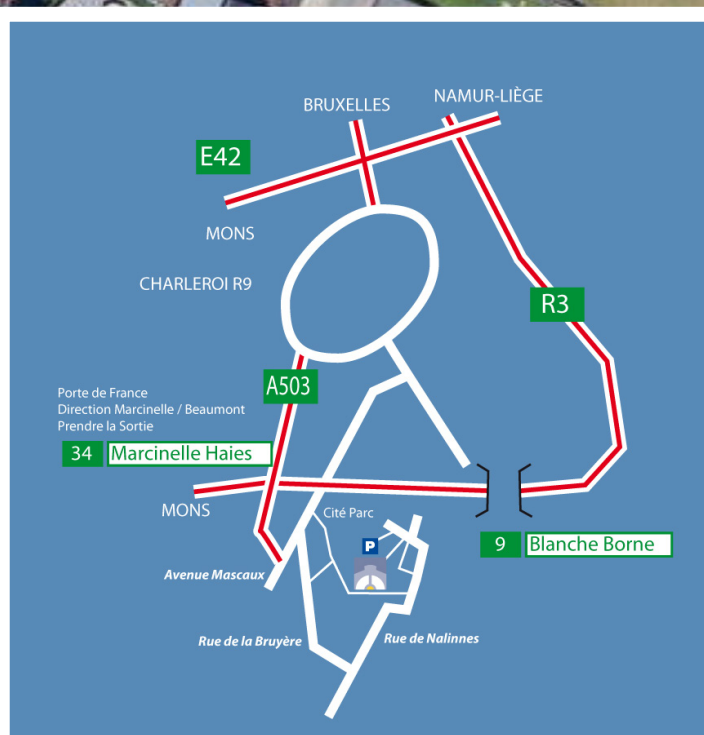 BRUXELLES
NAMUR-LIÈGE
E42
MONS
CHARLEROI R9
R3
A503
Porte de France
Direction Marcinelle / Beaumont
Prendre la Sortie
34 Marcinelle Haies
MONS
Cité Parc
P
9 Blanche Borne
Avenue Mascaux
Rue de la Bruyère
Rue de Nalinnes